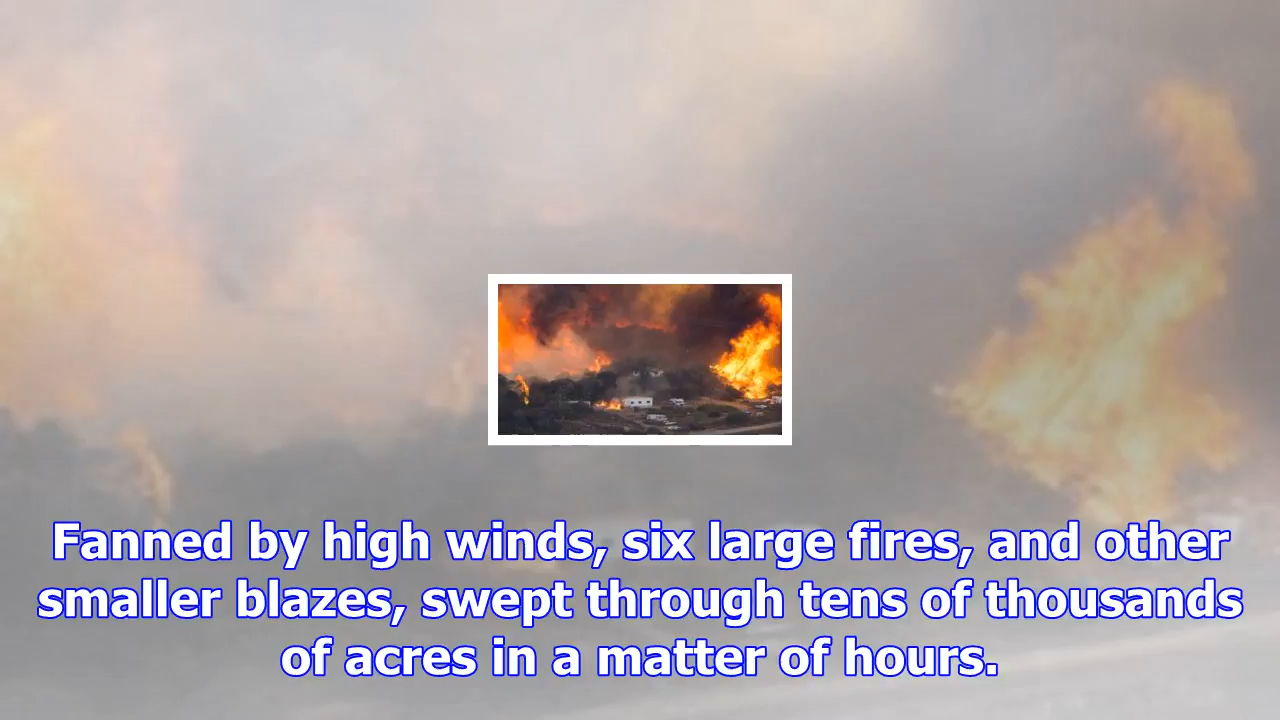 Fanned by high winds, six large fires, and other
smaller blazes, swept through tens of thousands
of acres in a matter of hours.